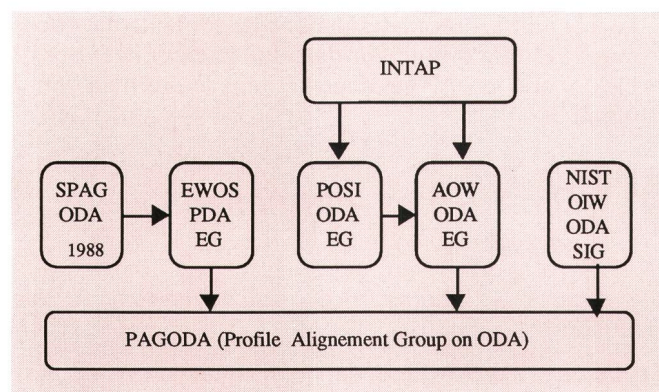 INTAP
SPAG
ODA
1988
EWOS
PDA
EG
POSI
ODA
EG
AOW
ODA
EG
NIST
OIW
ODA
SIG
PAGODA (Profile Alignement Group on ODA)